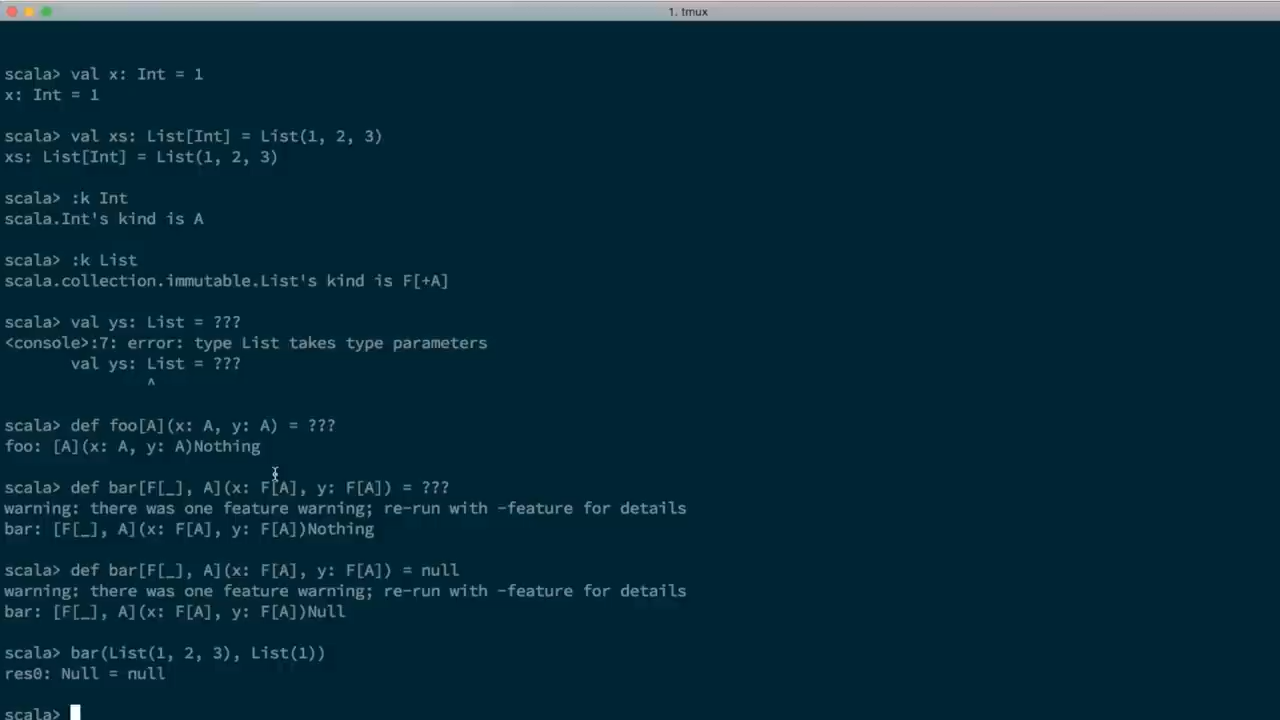 1. tmux
scala> val x: Int = 1
x: Int = 1
scala> val xs: List[Int] = List(1, 2, 3)
xs: List[Int] = List(1, 2, 3)
scala> :k Int
scala.Int's kind is A
scala> :k List
scala.collection.immutable.List's kind is F[+A]
scala> val ys: List = ???
<console>:7: error: type List takes type parameters
       val ys: List = ???
               ^
scala> def foo[A](x: A, y: A) = ???
foo: [A](x: A, y: A)Nothing
scala> def bar[F[_], A](x: F[A], y: F[A]) = ???
warning: there was one feature warning; re-run with -feature for details
bar: [F[_], A](x: F[A], y: F[A])Nothing
scala> def bar[F[_], A](x: F[A], y: F[A]) = null
warning: there was one feature warning; re-run with -feature for details
bar: [F[_], A](x: F[A], y: F[A])Null
scala> bar(List(1, 2, 3), List(1))
res0: Null = null
scala>